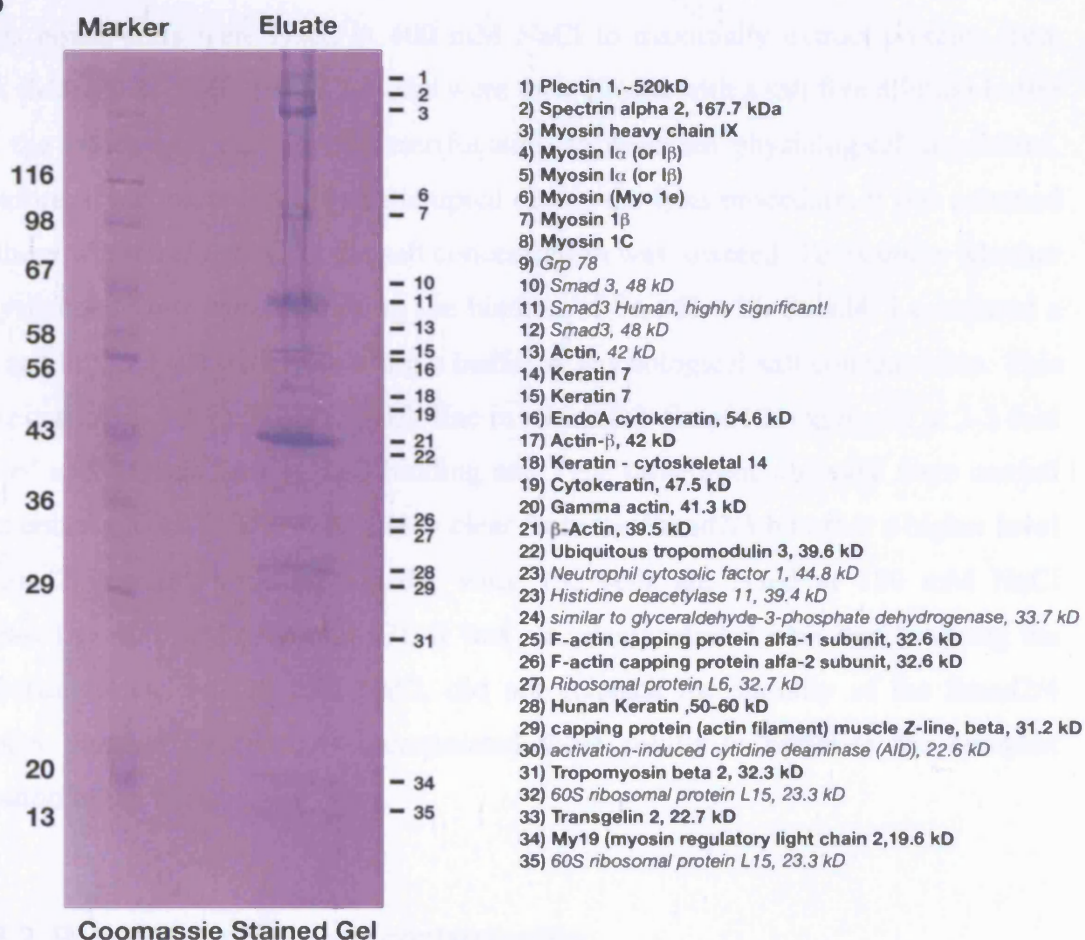 Marker Eluate
116
98
67
58
56
43
36
29
20
13
1
2
3
6
7
10
11
13
15
16
18
19
21
22
26
27
28
29
31
34
35
1) Plectin 1,~520kD
2) Spectrin alpha 2, 167.7 kDa
3) Myosin heavy chain IX
4) Myosin Iα (or Iβ)
5) Myosin Iα (or Iβ)
6) Myosin (Myo 1e)
7) Myosin 1β
8) Myosin 1C
9) Grp 78
10) Smad 3, 48 kD
11) Smad3 Human, highly significant!
12) Smad3, 48 kD
13) Actin, 42 kD
14) Keratin 7
15) Keratin 7
16) EndoA cytokeratin, 54.6 kD
17) Actin-β, 42 kD
18) Keratin - cytoskeletal 14
19) Cytokeratin, 47.5 kD
20) Gamma actin, 41.3 kD
21) β-Actin, 39.5 kD
22) Ubiquitous tropomodulin 3, 39.6 kD
23) Neutrophil cytosolic factor 1, 44.8 kD
23) Histidine deacetylase 11, 39.4 kD
24) similar to glyceraldehyde-3-phosphate dehydrogenase, 33.7 kD
25) F-actin capping protein alfa-1 subunit, 32.6 kD
26) F-actin capping protein alfa-2 subunit, 32.6 kD
27) Ribosomal protein L6, 32.7 kD
28) Hunan Keratin ,50-60 kD
29) capping protein (actin filament) muscle Z-line, beta, 31.2 kD
30) activation-induced cytidine deaminase (AID), 22.6 kD
31) Tropomyosin beta 2, 32.3 kD
32) 60S ribosomal protein L15, 23.3 kD
33) Transgelin 2, 22.7 kD
34) My19 (myosin regulatory light chain 2,19.6 kD
35) 60S ribosomal protein L15, 23.3 kD
Coomassie Stained Gel